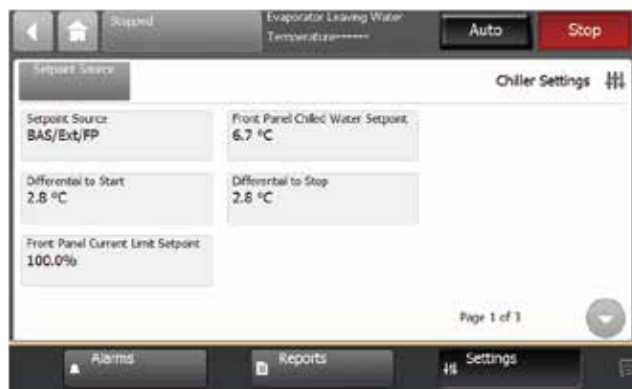 Stopped
Evaporator Leaving Water
Temperature------
Auto
Stop
Setpoint Source
Chiller Settings
Setpoint Source
BAS/Ext/FP
Front Panel Chilled Water Setpoint
6.7 °C
Differential to Start
2.8 °C
Differential to Stop
2.8 °C
Front Panel Current Limit Setpoint
100.0%
Page 1 of 3
Alarms
Reports
Settings